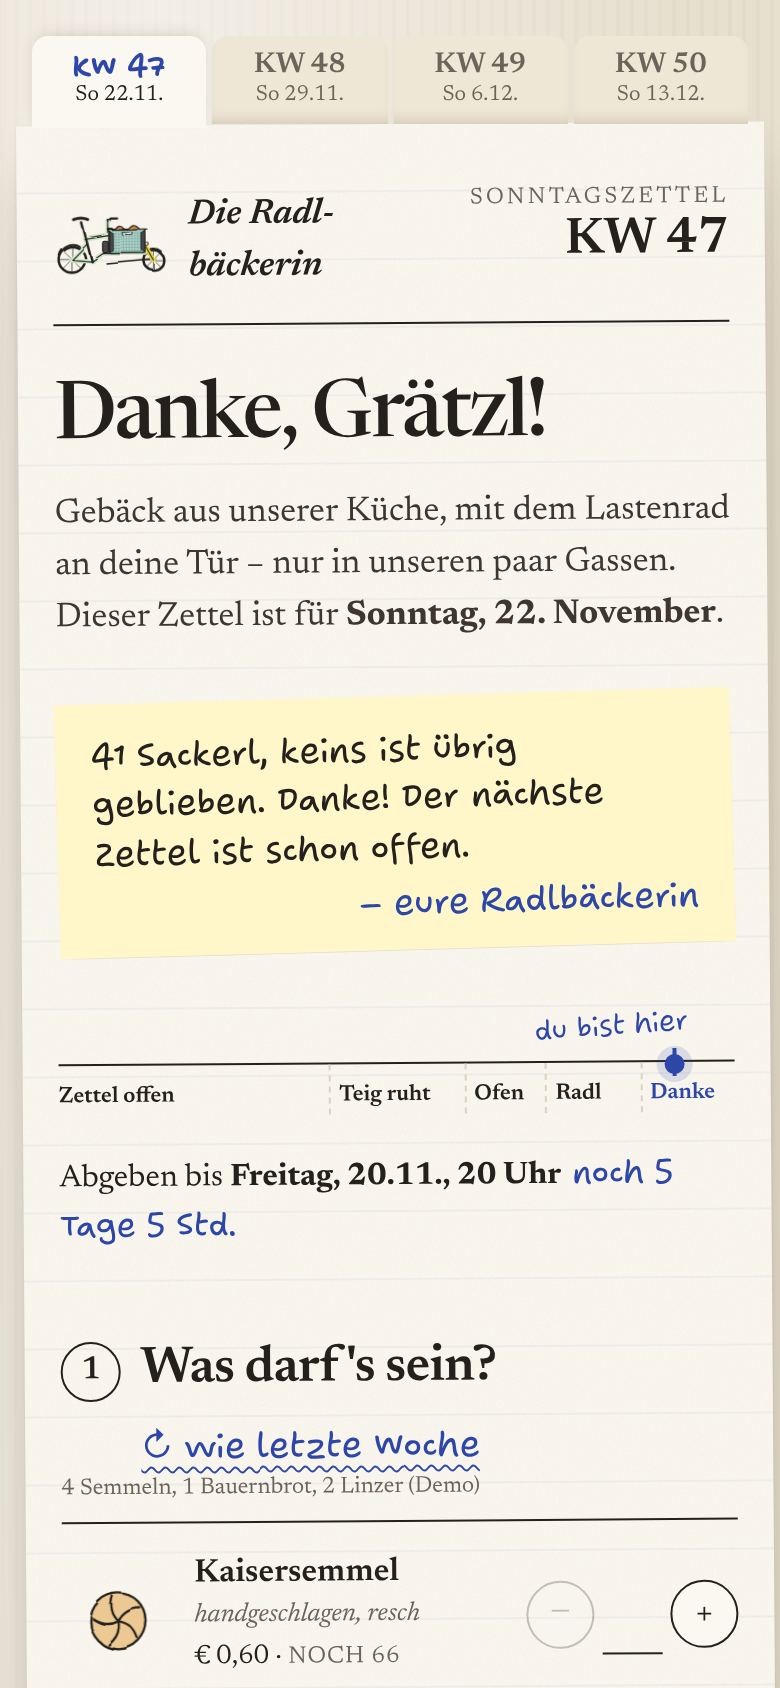 KW 47
So 22.11.
KW 48
So 29.11.
KW 49
So 6.12.
KW 50
So 13.12.
Die Radl-
bäckerin
SONNTAGSZETTEL
KW 47
Danke, Grätzl!
Gebäck aus unserer Küche, mit dem Lastenrad
an deine Tür – nur in unseren paar Gassen.
Dieser Zettel ist für Sonntag, 22. November.
41 Sackerl, keins ist übrig
geblieben. Danke! Der nächste
Zettel ist schon offen.
– eure Radlbäckerin
du bist hier
Zettel offen
Teig ruht
Ofen
Radl
Danke
Abgeben bis Freitag, 20.11., 20 Uhr noch 5
Tage 5 Std.
1 Was darf's sein?
↻ wie letzte Woche
4 Semmeln, 1 Bauernbrot, 2 Linzer (Demo)
Kaisersemmel
handgeschlagen, resch
€ 0,60 · NOCH 66
− +